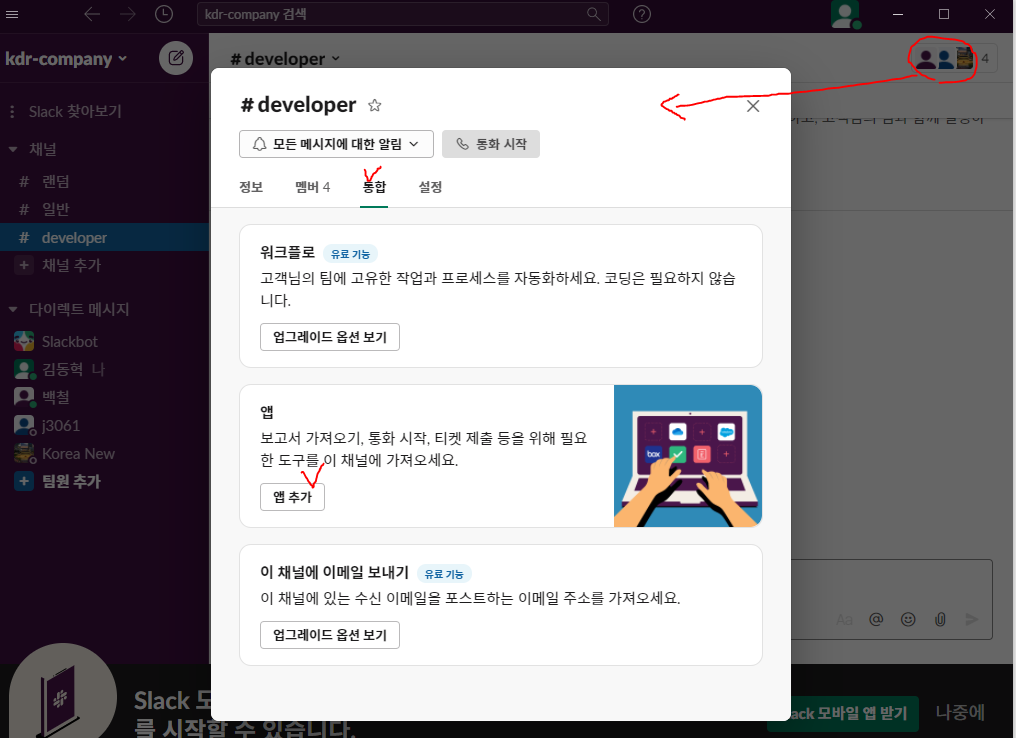 kdr-company 검색
kdr-company
# developer
4
Slack 찾아보기
채널
# 랜덤
# 일반
# developer
+ 채널 추가
다이렉트 메시지
Slackbot
김동혁 나
백철
j3061
Korea New
+ 팀원 추가
# developer
모든 메시지에 대한 알림
통화 시작
정보
멤버 4
통합
설정
워크플로 유료 기능
고객님의 팀에 고유한 작업과 프로세스를 자동화하세요. 코딩은 필요하지 않습
니다.
업그레이드 옵션 보기
앱
보고서 가져오기, 통화 시작, 티켓 제출 등을 위해 필요
한 도구를 이 채널에 가져오세요.
앱 추가
box
이 채널에 이메일 보내기 유료 기능
이 채널에 있는 수신 이메일을 포스트하는 이메일 주소를 가져오세요.
업그레이드 옵션 보기
Aa @
Slack 모
를 시작할 수 있습니다.
ack 모바일 앱 받기
나중에